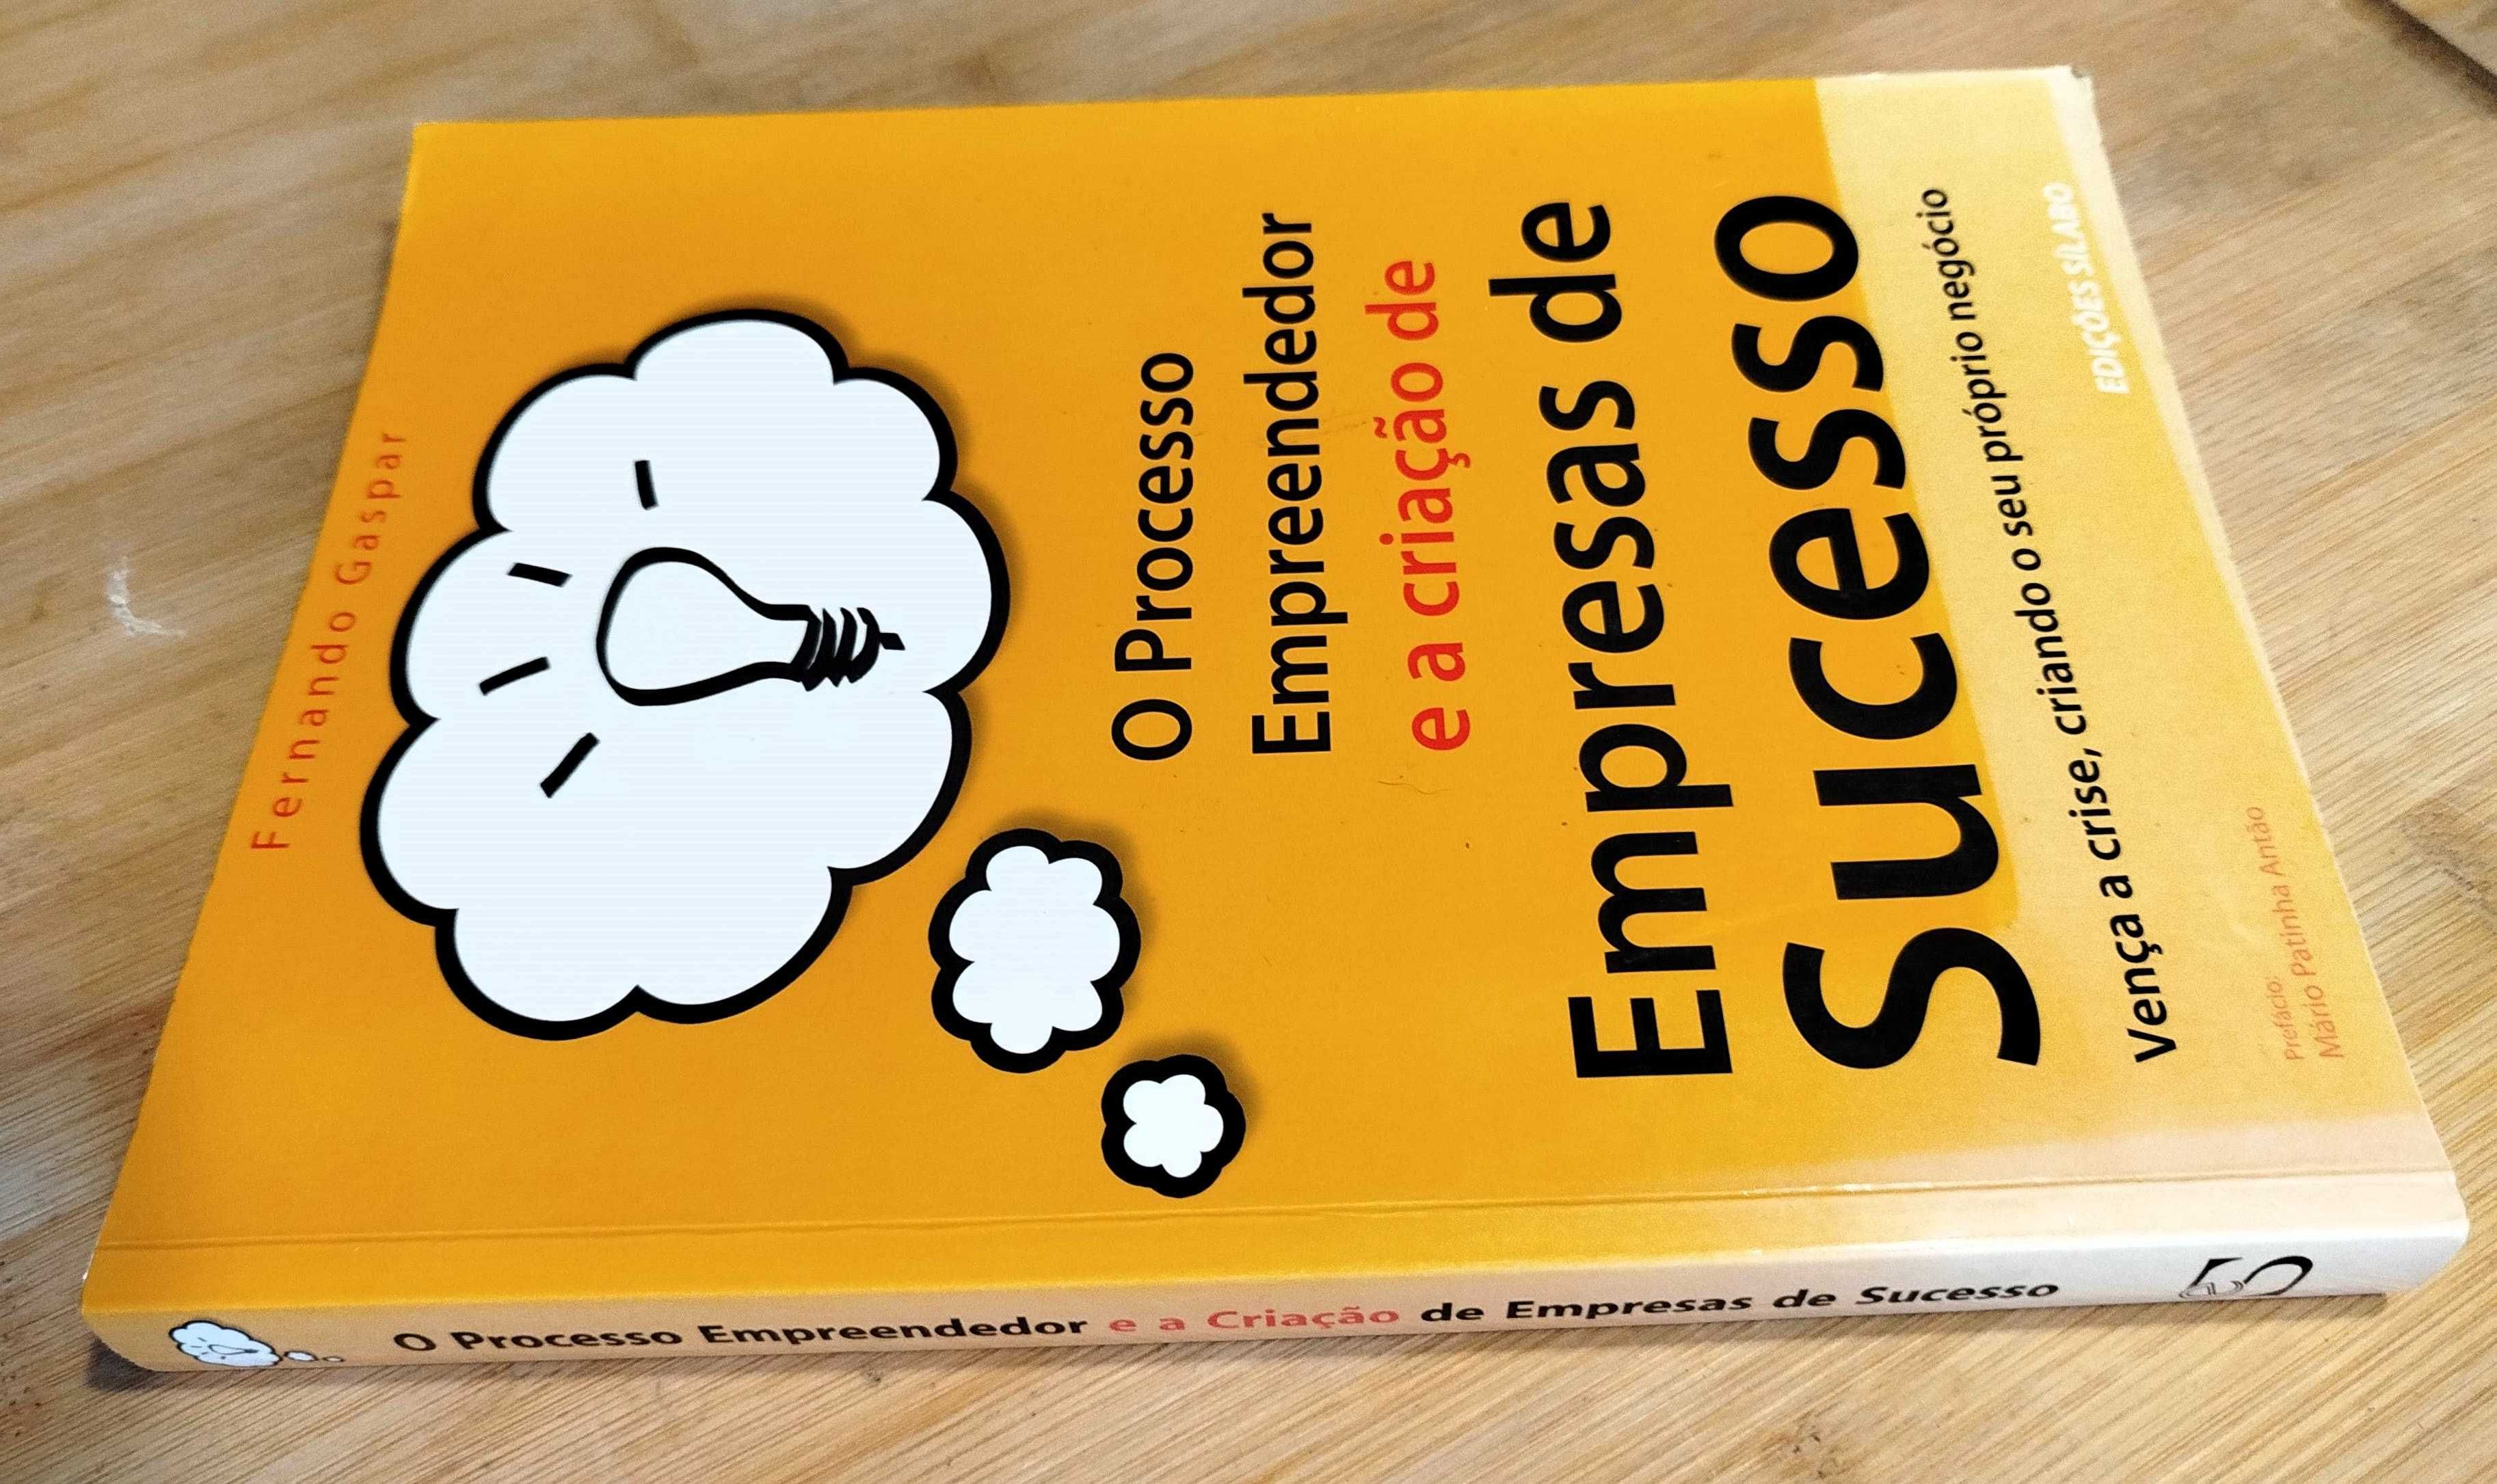 Fernando Gaspar
O Processo
Empreendedor
e a criação de
Empresas de
Sucesso
Vença a crise, criando o seu próprio negócio
Prefácio:
Mário Patinha Antão
EDIÇÕES SÍLABO
O Processo Empreendedor e a Criação de Empresas de Sucesso